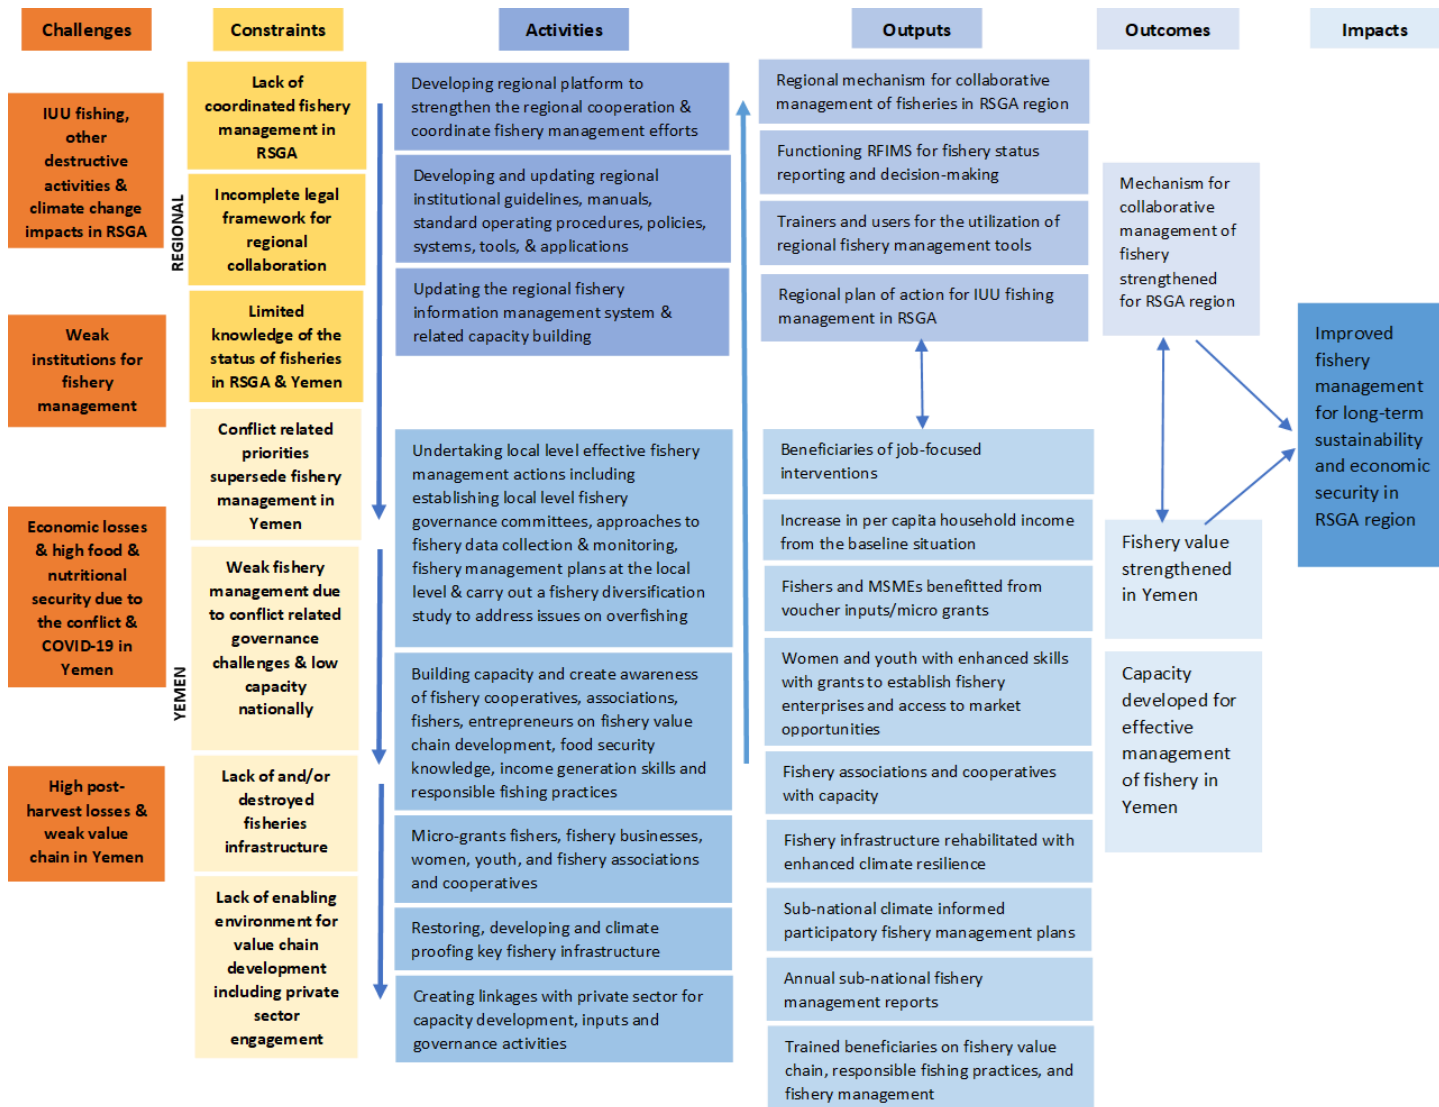 Challenges
Constraints
Activities
Outputs
Outcomes
Impacts
IUU fishing,
other
destructive
activities &
climate change
impacts in RSGA
Weak
institutions for
fishery
management
Economic losses
& high food &
nutritional
security due to
the conflict &
COVID-19 in
Yemen
High post-
harvest losses &
weak value
chain in Yemen
REGIONAL
YEMEN
Lack of
coordinated fishery
management in
RSGA
Incomplete legal
framework for
regional
collaboration
Limited
knowledge of the
status of fisheries
in RSGA & Yemen
Conflict related
priorities
supersede fishery
management in
Yemen
Weak fishery
management due
to conflict related
governance
challenges & low
capacity
nationally
Lack of and/or
destroyed
fisheries
infrastructure
Lack of enabling
environment for
value chain
development
including private
sector
engagement
Developing regional platform to
strengthen the regional cooperation &
coordinate fishery management efforts
Developing and updating regional
institutional guidelines, manuals,
standard operating procedures, policies,
systems, tools, & applications
Updating the regional fishery
information management system &
related capacity building
Undertaking local level effective fishery
management actions including
establishing local level fishery
governance committees, approaches to
fishery data collection & monitoring,
fishery management plans at the local
level & carry out a fishery diversification
study to address issues on overfishing
Building capacity and create awareness
of fishery cooperatives, associations,
fishers, entrepreneurs on fishery value
chain development, food security
knowledge, income generation skills and
responsible fishing practices
Micro-grants fishers, fishery businesses,
women, youth, and fishery associations
and cooperatives
Restoring, developing and climate
proofing key fishery infrastructure
Creating linkages with private sector for
capacity development, inputs and
governance activities
Regional mechanism for collaborative
management of fisheries in RSGA region
Functioning RFIMS for fishery status
reporting and decision-making
Trainers and users for the utilization of
regional fishery management tools
Regional plan of action for IUU fishing
management in RSGA
Beneficiaries of job-focused
interventions
Increase in per capita household income
from the baseline situation
Fishers and MSMEs benefitted from
voucher inputs/micro grants
Women and youth with enhanced skills
with grants to establish fishery
enterprises and access to market
opportunities
Fishery associations and cooperatives
with capacity
Fishery infrastructure rehabilitated with
enhanced climate resilience
Sub-national climate informed
participatory fishery management plans
Annual sub-national fishery
management reports
Trained beneficiaries on fishery value
chain, responsible fishing practices, and
fishery management
Mechanism for
collaborative
management of
fishery
strengthened
for RSGA region
Fishery value
strengthened
in Yemen
Capacity
developed for
effective
management
of fishery in
Yemen
Improved
fishery
management
for long-term
sustainability
and economic
security in
RSGA region